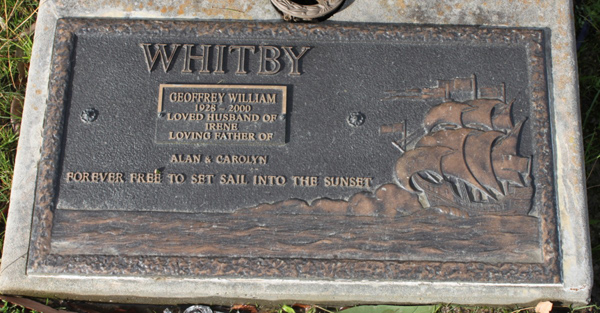 WHITBY
GEOFFREY WILLIAM
1928 - 2000
LOVED HUSBAND OF
IRENE
LOVING FATHER OF
ALAN & CAROLYN
FOREVER FREE TO SET SAIL INTO THE SUNSET